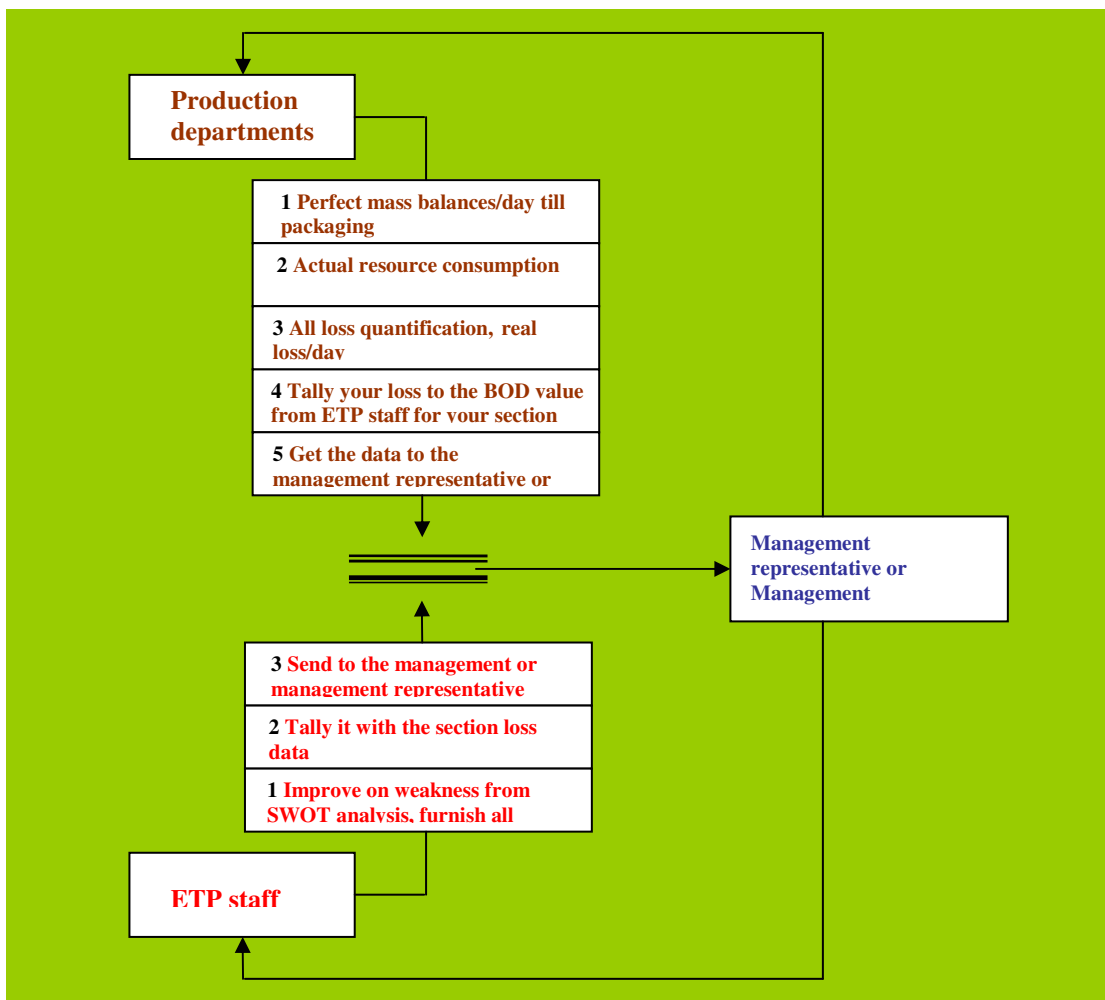 Production
departments
1 Perfect mass balances/day till
packaging
2 Actual resource consumption
3 All loss quantification, real
loss/day
4 Tally your loss to the BOD value
from ETP staff for your section
5 Get the data to the
management representative or
Management
representative or
Management
3 Send to the management or
management representative
2 Tally it with the section loss
data
1 Improve on weakness from
SWOT analysis, furnish all
ETP staff